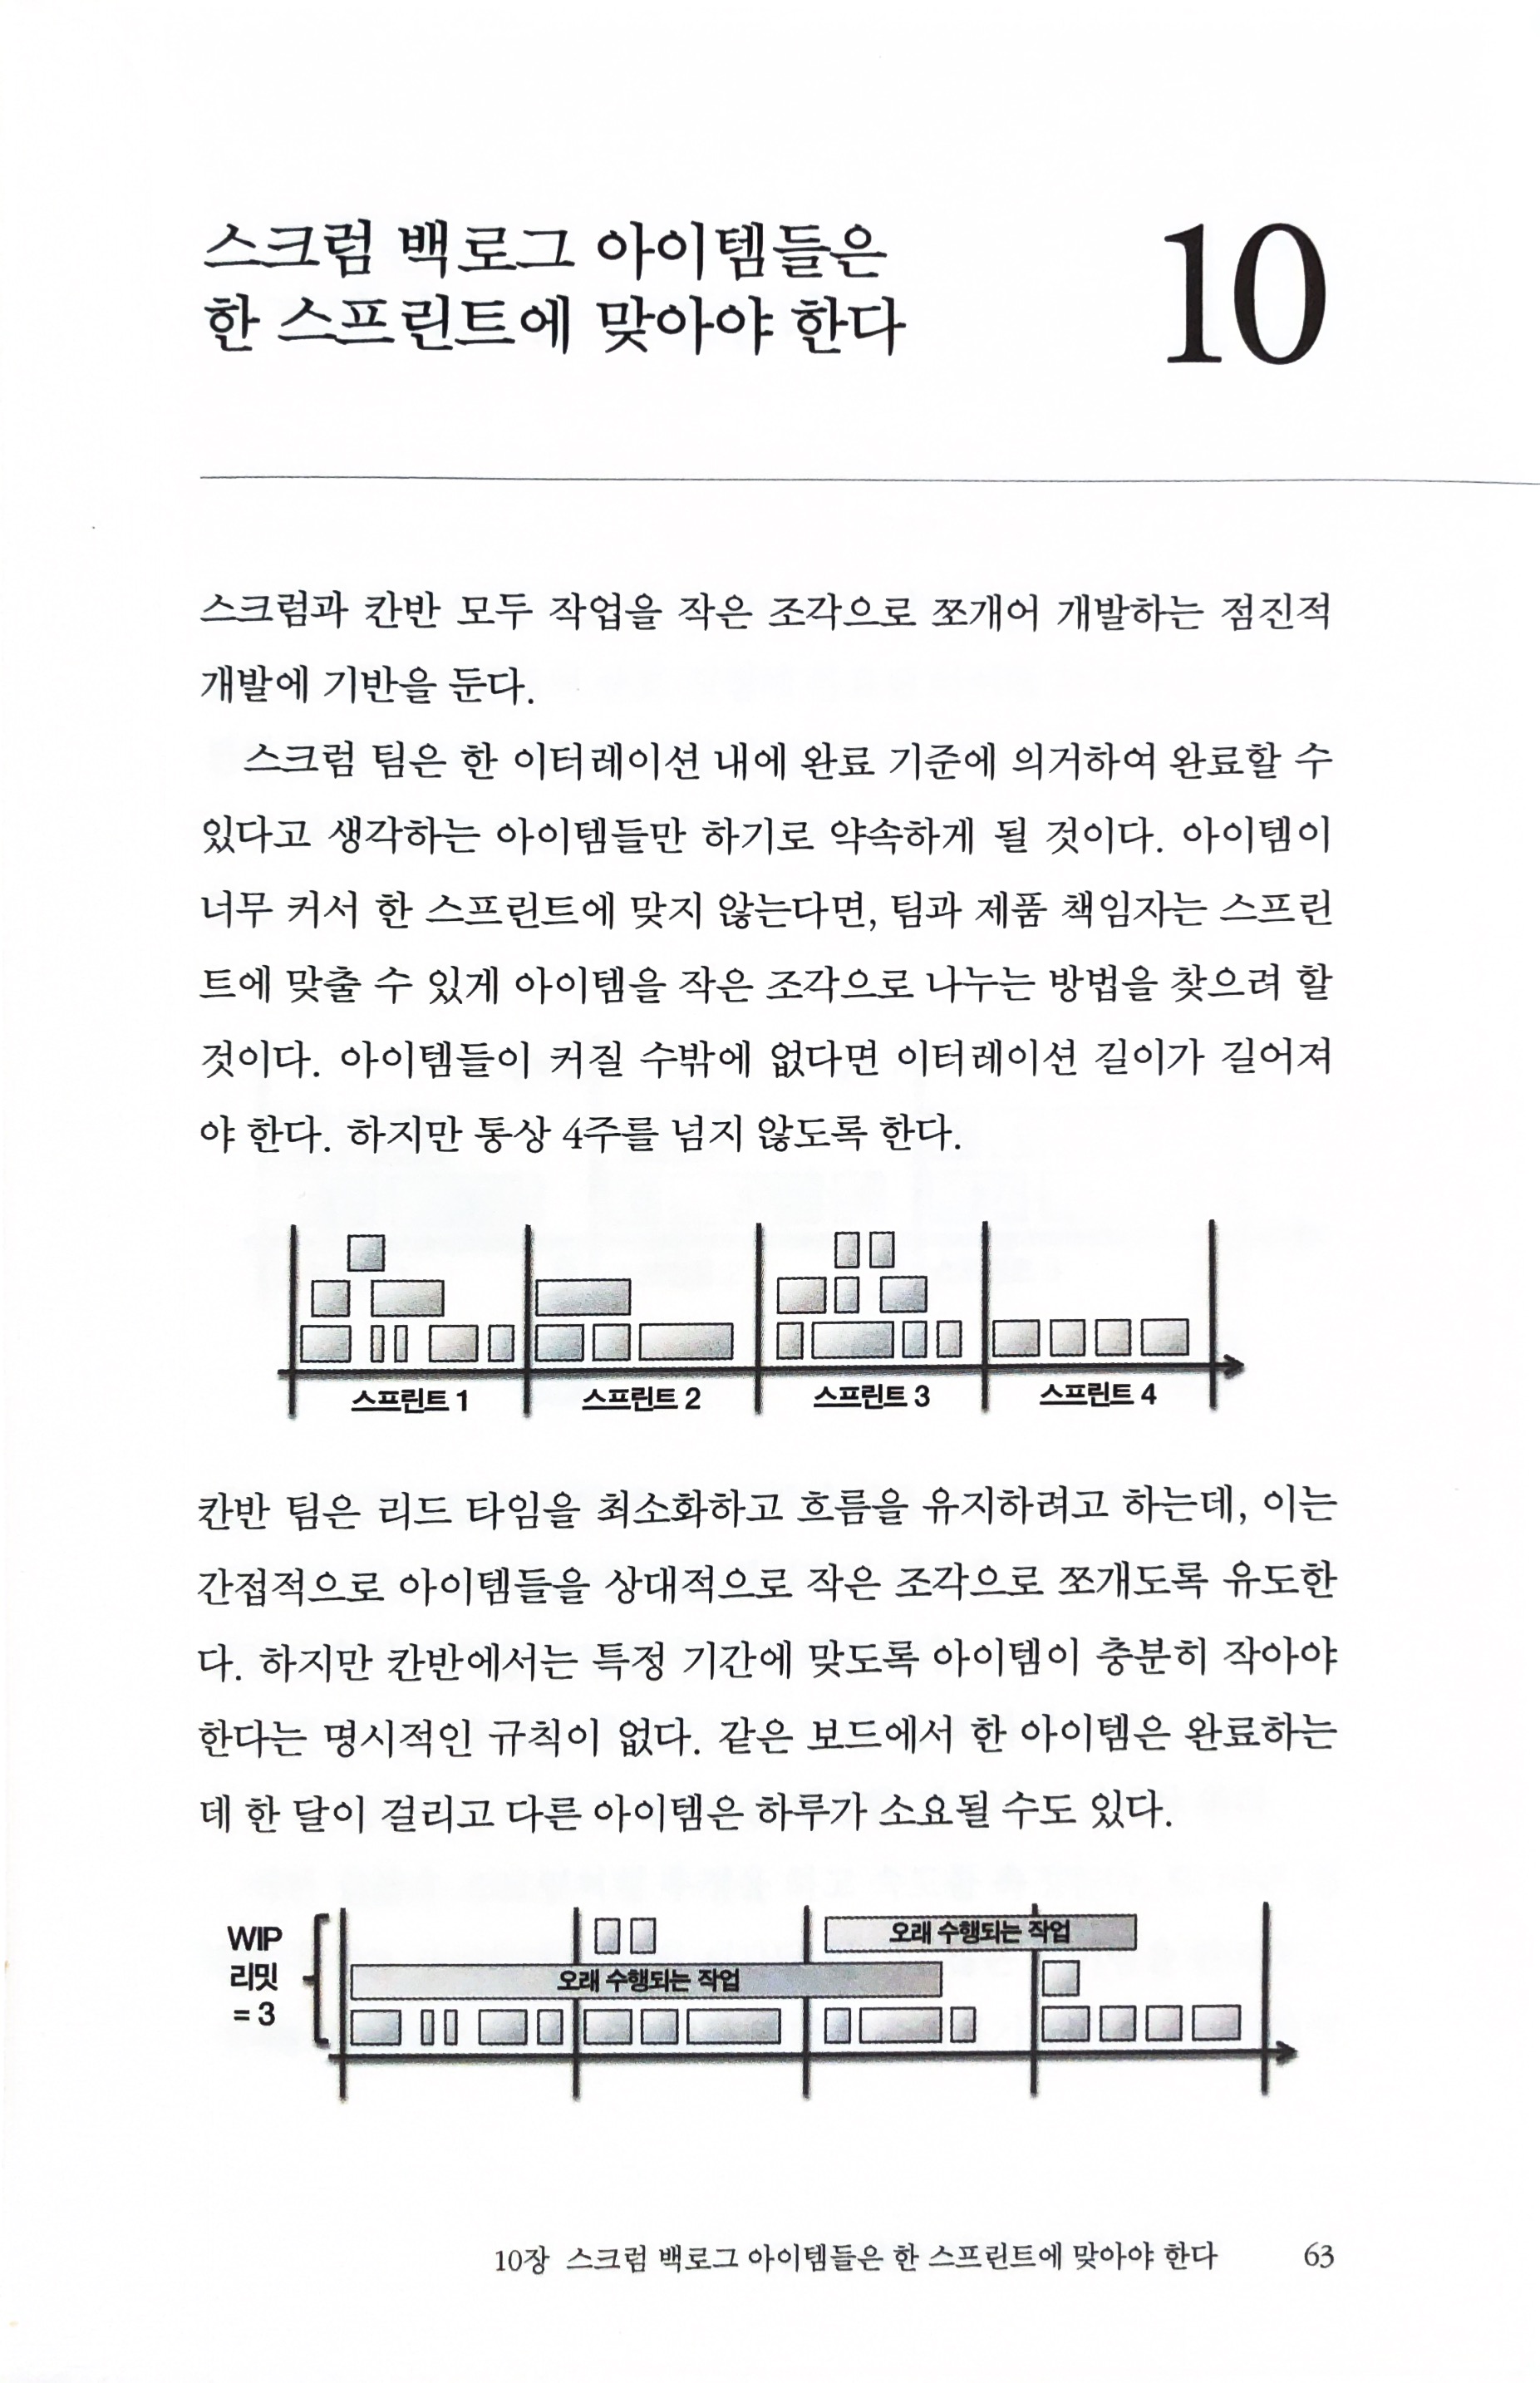 스크럼 백로그 아이템들은
한 스프린트에 맞아야 한다
10
스크럼과 칸반 모두 작업을 작은 조각으로 쪼개어 개발하는 점진적
개발에 기반을 둔다.
스크럼 팀은 한 이터레이션 내에 완료 기준에 의거하여 완료할 수
있다고 생각하는 아이템들만 하기로 약속하게 될 것이다. 아이템이
너무 커서 한 스프린트에 맞지 않는다면, 팀과 제품 책임자는 스프린
트에 맞출 수 있게 아이템을 작은 조각으로 나누는 방법을 찾으려 할
것이다. 아이템들이 커질 수밖에 없다면 이터레이션 길이가 길어져
야 한다. 하지만 통상 4주를 넘지 않도록 한다.
스프린트 1
스프린트 2
스프린트 3
스프린트 4
칸반 팀은 리드 타임을 최소화하고 흐름을 유지하려고 하는데, 이는
간접적으로 아이템들을 상대적으로 작은 조각으로 쪼개도록 유도한
다. 하지만 칸반에서는 특정 기간에 맞도록 아이템이 충분히 작아야
한다는 명시적인 규칙이 없다. 같은 보드에서 한 아이템은 완료하는
데 한 달이 걸리고 다른 아이템은 하루가 소요될 수도 있다.
WIP
리밋
= 3
오래 수행되는 작업
오래 수행되는 작업
10장 스크럼 백로그 아이템들은 한 스프린트에 맞아야 한다 63